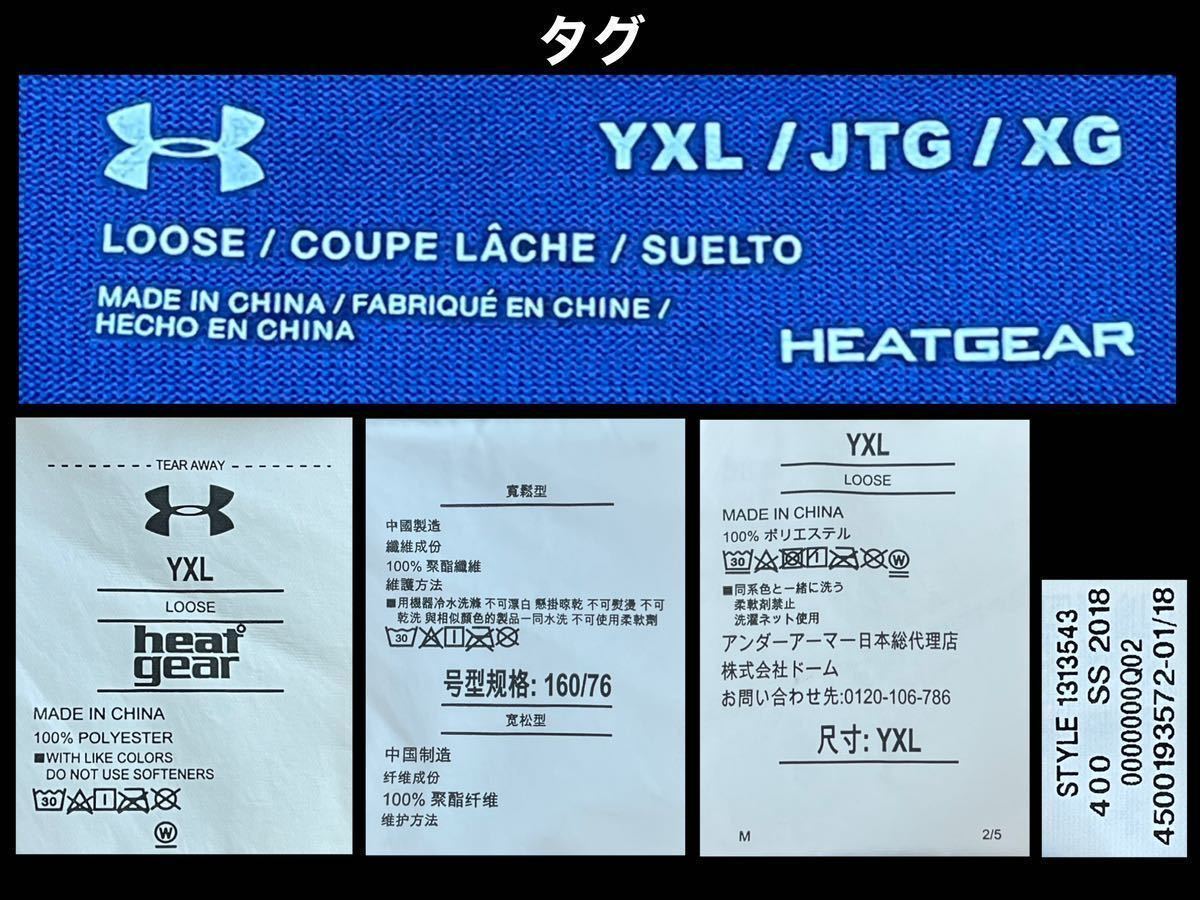 タグ
YXL / JTG / XG
LOOSE / COUPE LÂCHE / SUELTO
MADE IN CHINA / FABRIQUÉ EN CHINE /
HECHO EN CHINA
HEATGEAR
TEAR AWAY
YXL
LOOSE
heat
gear
MADE IN CHINA
100% POLYESTER
■WITH LIKE COLORS
DO NOT USE SOFTENERS
30
W
寬鬆型
中國製造
纖維成份
100% 聚酯纖維
維護方法
■用機器冷水洗滌 不可漂白 懸掛晾乾 不可熨燙 不可
乾洗 與相似顏色的製品一同水洗 不可使用柔軟劑
30
号型规格: 160/76
宽松型
中国制造
纤维成份
100% 聚酯纤维
维护方法
YXL
LOOSE
MADE IN CHINA
100% ポリエステル
30 W
■同系色と一緒に洗う
柔軟剤禁止
洗濯ネット使用
アンダーアーマー日本総代理店
株式会社ドーム
お問い合わせ先:0120-106-786
尺寸: YXL
M 2/5
STYLE 1313543
400 SS 2018
0000000Q02
4500193572-01/18